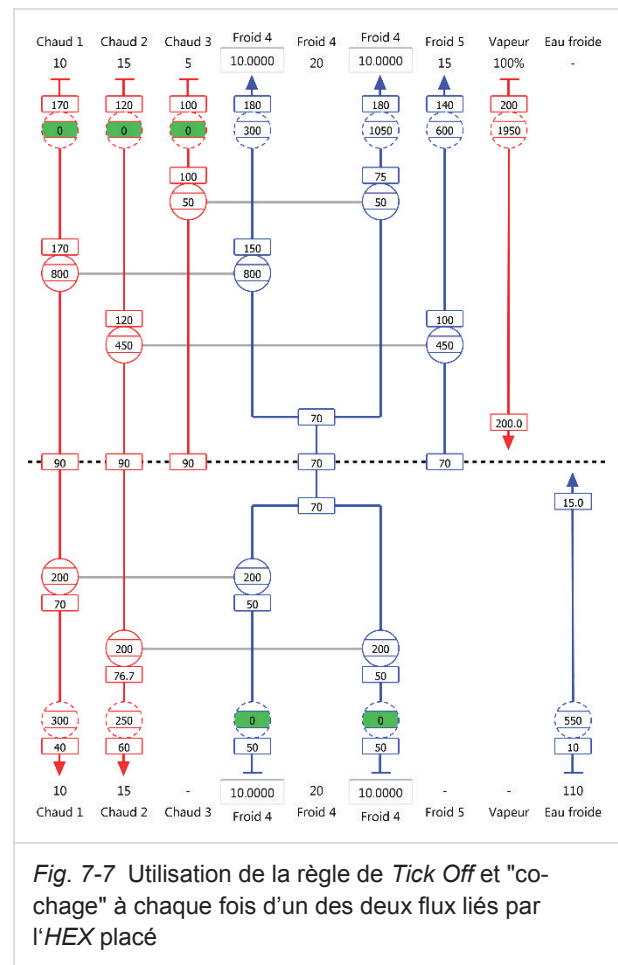 Chaud 1 Chaud 2 Chaud 3 Froid 4 Froid 4 Froid 4 Froid 5 Vapeur Eau froide
10 15 5 10.0000 20 10.0000 15 100% -
170 120 100 180 180 140 200
0 0 0 300 1050 600 1950
100 75
50 50
170 150
800 800
120 100
450 450
70
200.0
90 90 90 70 70
70
15.0
200 200
70 50
200 200
76.7 50
300 250 0 0 550
40 60 50 50 10
10 15 - 10.0000 20 10.0000 - - 110
Chaud 1 Chaud 2 Chaud 3 Froid 4 Froid 4 Froid 4 Froid 5 Vapeur Eau froide
Fig. 7-7 Utilisation de la règle de Tick Off et "co-
chage" à chaque fois d'un des deux flux liés par
l'HEX placé